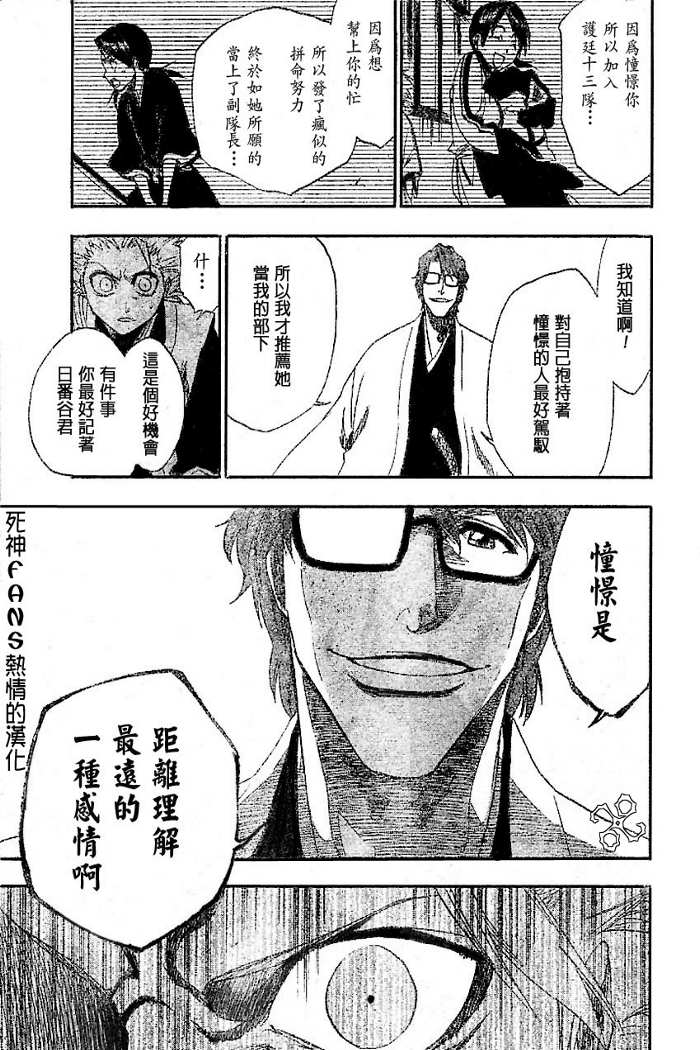 因爲憧憬你
所以加入
護廷十三隊…
因爲想
幫上你的忙
所以發了瘋似的
拼命努力
終於如她所願的
當上了副隊長…
我知道啊！
對自己抱持著
憧憬的人最好駕馭
所以我才推薦她
當我的部下
什…
這是個好機會
有件事
你最好記著
日番谷君
憧憬是
距離理解
最遠的
一種感情啊
死神FANS熱情的漢化